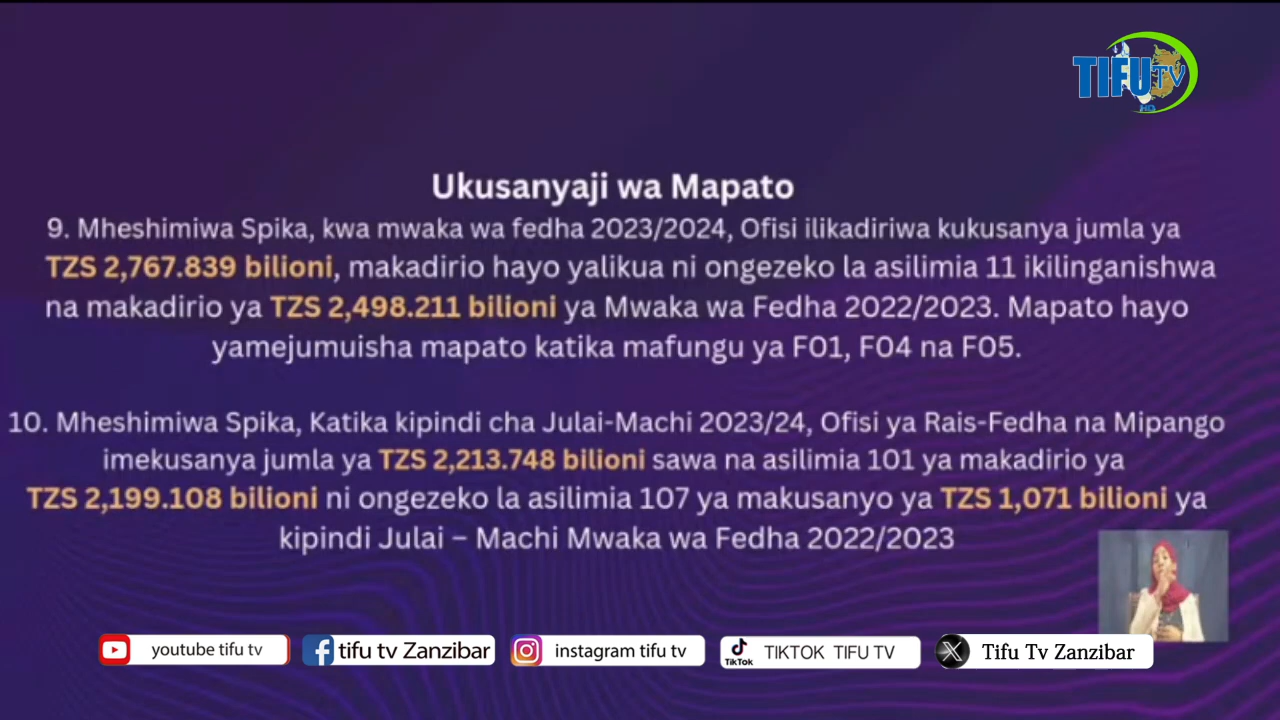 TIFU TV
HD
Ukusanyaji wa Mapato
9. Mheshimiwa Spika, kwa mwaka wa fedha 2023/2024, Ofisi ilikadiriwa kukusanya jumla ya
TZS 2,767.839 bilioni, makadirio hayo yalikua ni ongezeko la asilimia 11 ikilinganishwa
na makadirio ya TZS 2,498.211 bilioni ya Mwaka wa Fedha 2022/2023. Mapato hayo
yamejumuisha mapato katika mafungu ya F01, F04 na F05.
10. Mheshimiwa Spika, Katika kipindi cha Julai-Machi 2023/24, Ofisi ya Rais-Fedha na Mipango
imekusanya jumla ya TZS 2,213.748 bilioni sawa na asilimia 101 ya makadirio ya
TZS 2,199.108 bilioni ni ongezeko la asilimia 107 ya makusanyo ya TZS 1,071 bilioni ya
kipindi Julai – Machi Mwaka wa Fedha 2022/2023
youtube tifu tv
tifu tv Zanzibar
instagram tifu tv
TikTok
TIKTOK TIFU TV
Tifu Tv Zanzibar